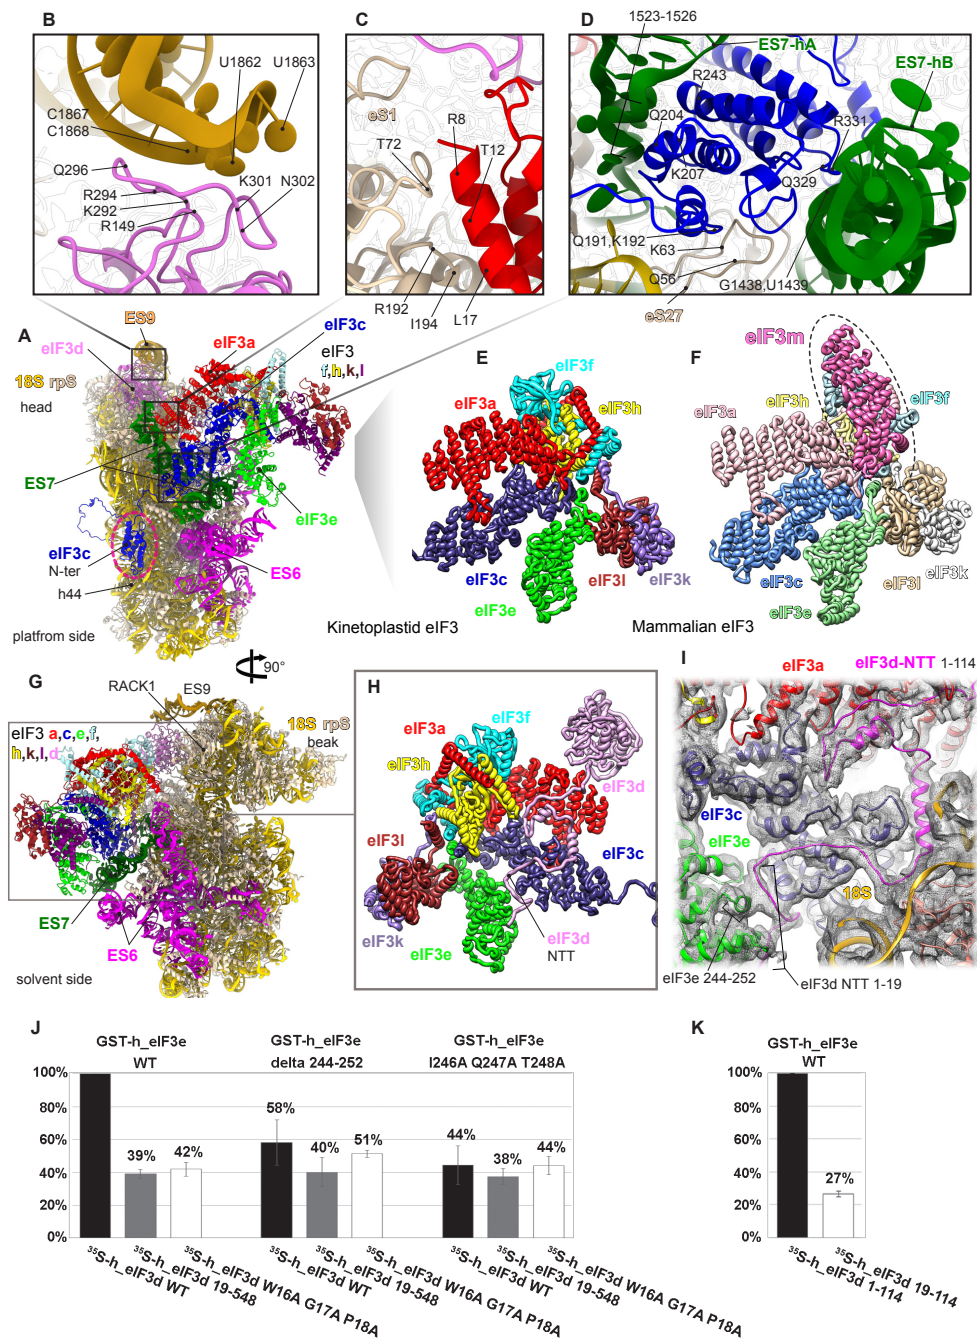 B
U1862
U1863
C1867
C1868
Q296
R294
K292
R149
K301
N302
C
eS1
R8
T72
T12
R192
I194
L17
D
1523-1526
ES7-hA
ES7-hB
R243
Q204
R331
K207
Q329
Q191,K192
K63
Q56
G1438,U1439
eS27
A
ES9
eIF3d
eIF3a
eIF3c
eIF3
f,h,k,l
18S rpS
head
ES7
eIF3e
eIF3c
N-ter
ES6
h44
platfrom side
90°
E
eIF3f
eIF3a
eIF3h
eIF3c
eIF3l
eIF3k
eIF3e
Kinetoplastid eIF3
F
eIF3m
eIF3a
eIF3h
eIF3f
eIF3c
eIF3k
eIF3l
eIF3e
Mammalian eIF3
G
RACK1
ES9
18S rpS
beak
eIF3 a,c,e,f,
h,k,l,d
ES7
ES6
solvent side
H
eIF3f
eIF3a
eIF3h
eIF3d
eIF3l
eIF3c
eIF3k
eIF3e
eIF3d
NTT
I
eIF3a
eIF3d-NTT 1-114
eIF3c
eIF3e
18S
eIF3e 244-252
eIF3d NTT 1-19
J
GST-h_eIF3e
WT
GST-h_eIF3e
delta 244-252
GST-h_eIF3e
I246A Q247A T248A
100%
80%
60%
40%
20%
0%
39%
42%
58%
40%
51%
44%
38%
44%
35S-h_eIF3d WT
35S-h_eIF3d 19-548
35S-h_eIF3d W16A G17A P18A
35S-h_eIF3d WT
35S-h_eIF3d 19-548
35S-h_eIF3d W16A G17A P18A
35S-h_eIF3d WT
35S-h_eIF3d 19-548
35S-h_eIF3d W16A G17A P18A
K
GST-h_eIF3e
WT
100%
80%
60%
40%
20%
0%
27%
35S-h_eIF3d 1-114
35S-h_eIF3d 19-114